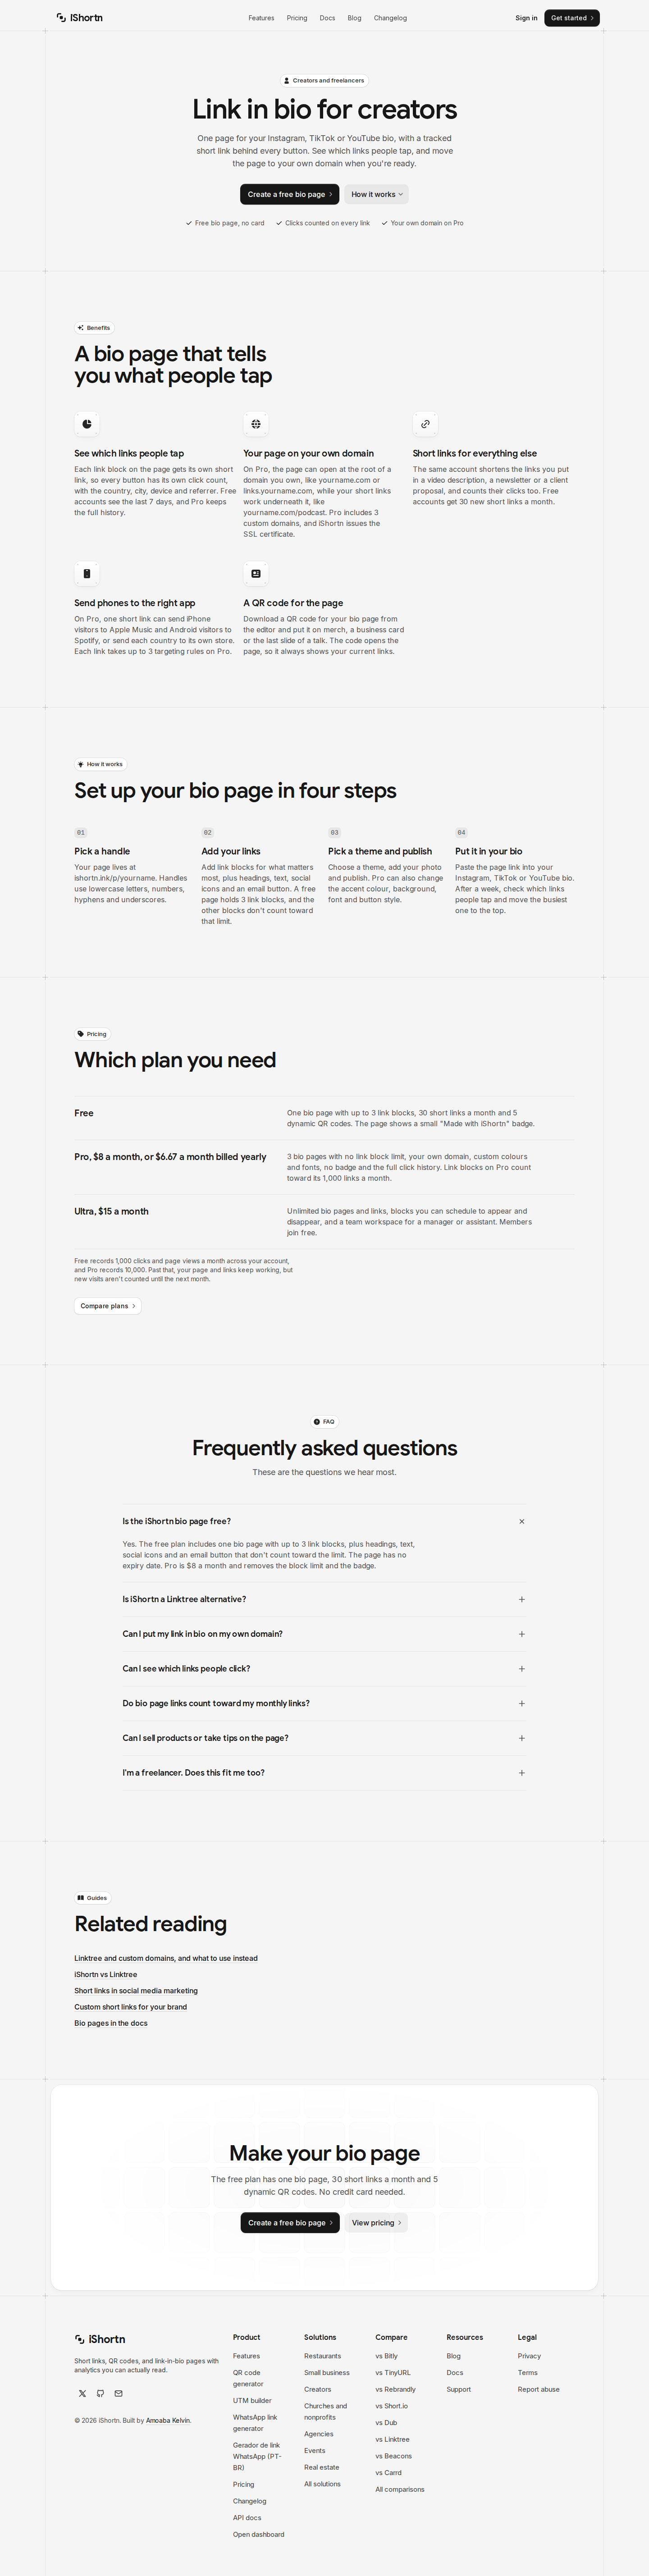 iShortn
Features
Pricing
Docs
Blog
Changelog
Sign in
Get started
Creators and freelancers
Link in bio for creators
One page for your Instagram, TikTok or YouTube bio, with a tracked
short link behind every button. See which links people tap, and move
the page to your own domain when you're ready.
Create a free bio page
How it works
Free bio page, no card
Clicks counted on every link
Your own domain on Pro
Benefits
A bio page that tells
you what people tap
See which links people tap
Each link block on the page gets its own short
link, so every button has its own click count,
with the country, city, device and referrer. Free
accounts see the last 7 days, and Pro keeps
the full history.
Your page on your own domain
On Pro, the page can open at the root of a
domain you own, like yourname.com or
links.yourname.com, while your short links
work underneath it, like
yourname.com/podcast. Pro includes 3
custom domains, and iShortn issues the
SSL certificate.
Short links for everything else
The same account shortens the links you put
in a video description, a newsletter or a client
proposal, and counts their clicks too. Free
accounts get 30 new short links a month.
Send phones to the right app
On Pro, one short link can send iPhone
visitors to Apple Music and Android visitors to
Spotify, or send each country to its own store.
Each link takes up to 3 targeting rules on Pro.
A QR code for the page
Download a QR code for your bio page from
the editor and put it on merch, a business card
or the last slide of a talk. The code opens the
page, so it always shows your current links.
How it works
Set up your bio page in four steps
01
Pick a handle
Your page lives at
ishortn.ink/p/yourname. Handles
use lowercase letters, numbers,
hyphens and underscores.
02
Add your links
Add link blocks for what matters
most, plus headings, text, social
icons and an email button. A free
page holds 3 link blocks, and the
other blocks don't count toward
that limit.
03
Pick a theme and publish
Choose a theme, add your photo
and publish. Pro can also change
the accent colour, background,
font and button style.
04
Put it in your bio
Paste the page link into your
Instagram, TikTok or YouTube bio.
After a week, check which links
people tap and move the busiest
one to the top.
Pricing
Which plan you need
Free
One bio page with up to 3 link blocks, 30 short links a month and 5
dynamic QR codes. The page shows a small "Made with iShortn" badge.
Pro, $8 a month, or $6.67 a month billed yearly
3 bio pages with no link block limit, your own domain, custom colours
and fonts, no badge and the full click history. Link blocks on Pro count
toward its 1,000 links a month.
Ultra, $15 a month
Unlimited bio pages and links, blocks you can schedule to appear and
disappear, and a team workspace for a manager or assistant. Members
join free.
Free records 1,000 clicks and page views a month across your account,
and Pro records 10,000. Past that, your page and links keep working, but
new visits aren't counted until the next month.
Compare plans
FAQ
Frequently asked questions
These are the questions we hear most.
Is the iShortn bio page free?
Yes. The free plan includes one bio page with up to 3 link blocks, plus headings, text,
social icons and an email button that don't count toward the limit. The page has no
expiry date. Pro is $8 a month and removes the block limit and the badge.
Is iShortn a Linktree alternative?
Can I put my link in bio on my own domain?
Can I see which links people click?
Do bio page links count toward my monthly links?
Can I sell products or take tips on the page?
I'm a freelancer. Does this fit me too?
Guides
Related reading
Linktree and custom domains, and what to use instead
iShortn vs Linktree
Short links in social media marketing
Custom short links for your brand
Bio pages in the docs
Make your bio page
The free plan has one bio page, 30 short links a month and 5
dynamic QR codes. No credit card needed.
Create a free bio page
View pricing
iShortn
Short links, QR codes, and link-in-bio pages with
analytics you can actually read.
© 2026 iShortn. Built by Amoaba Kelvin.
Product
Features
QR code
generator
UTM builder
WhatsApp link
generator
Gerador de link
WhatsApp (PT-
BR)
Pricing
Changelog
API docs
Open dashboard
Solutions
Restaurants
Small business
Creators
Churches and
nonprofits
Agencies
Events
Real estate
All solutions
Compare
vs Bitly
vs TinyURL
vs Rebrandly
vs Short.io
vs Dub
vs Linktree
vs Beacons
vs Carrd
All comparisons
Resources
Blog
Docs
Support
Legal
Privacy
Terms
Report abuse